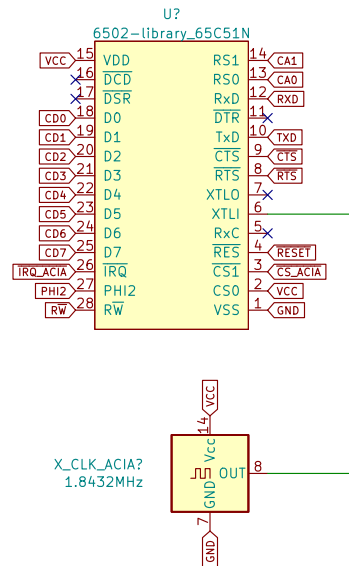 U?
6502-library_65C51N
VCC 15 VDD RS1 14 CA1
16 DCD RS0 13 CA0
17 DSR RxD 12 RXD
CD0 18 D0 DTR 11
CD1 19 D1 TxD 10 TXD
CD2 20 D2 CTS 9 CTS
CD3 21 D3 RTS 8 RTS
CD4 22 D4 XTLO 7
CD5 23 D5 XTLI 6
CD6 24 D6 RxC 5
CD7 25 D7 RES 4 RESET
IRQ_ACIA 26 IRQ CS1 3 CS_ACIA
PHI2 27 PHI2 CS0 2 VCC
RW 28 RW VSS 1 GND
VCC
14
Vcc
X_CLK_ACIA?
1.8432MHz
OUT 8
GND
7
GND